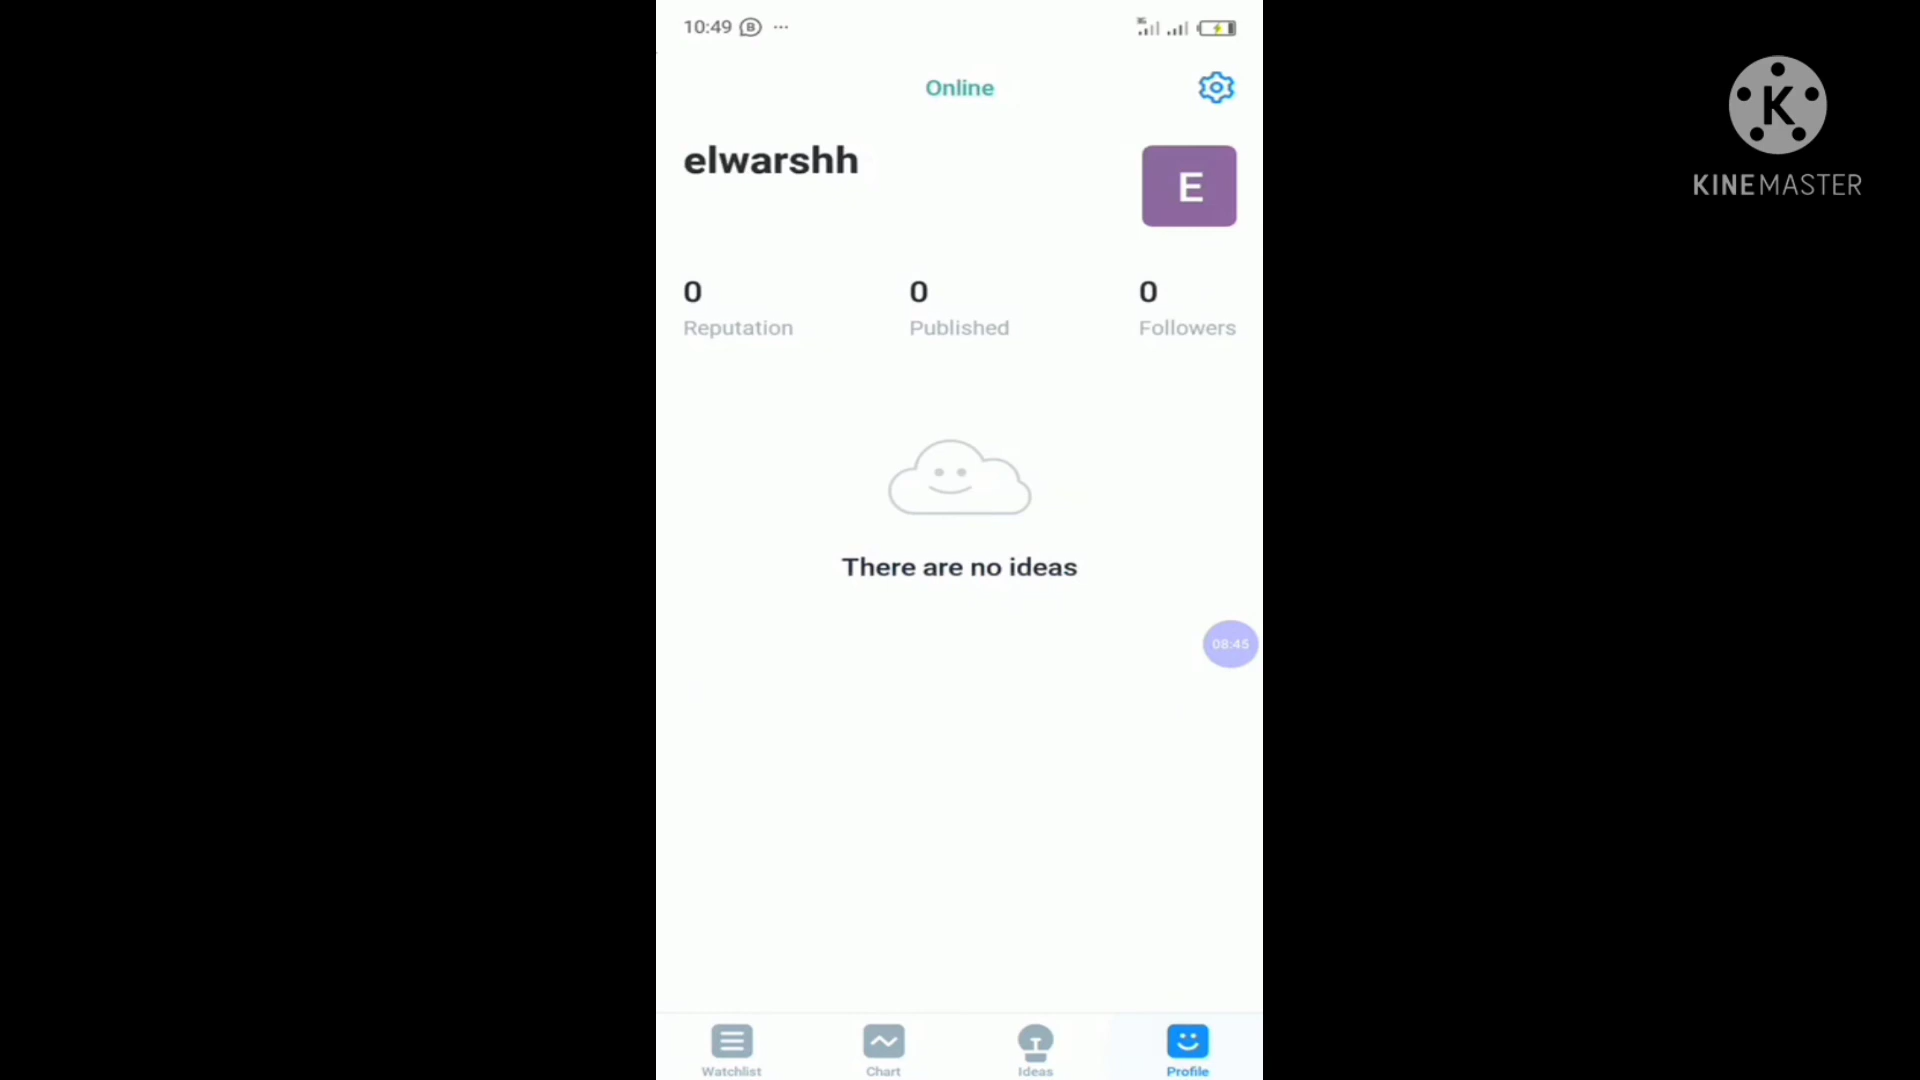 10:49
Online
elwarshh
E
0 0 0
Reputation Published Followers
There are no ideas
08:45
Watchlist Chart Ideas Profile
K
KINEMASTER